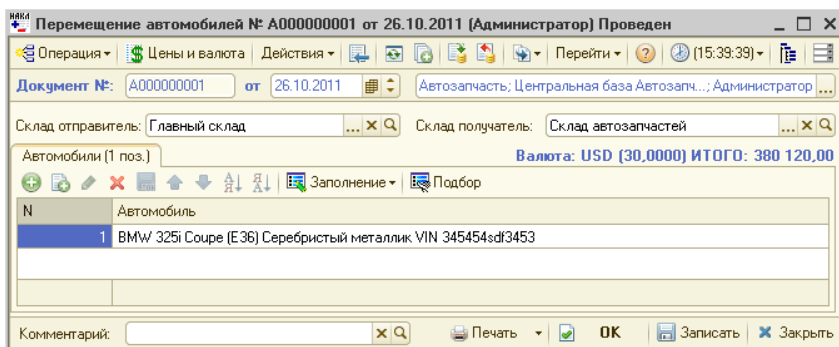 Перемещение автомобилей № А000000001 от 26.10.2011 (Администратор) Проведен
Операция Цены и валюта Действия Перейти (15:39:39)
Документ №: А000000001 от 26.10.2011 Автозапчасть; Центральная база Автозапч...; Администратор ...
Склад отправитель: Главный склад ... Склад получатель: Склад автозапчастей ...
Автомобили (1 поз.) Валюта: USD (30,0000) ИТОГО: 380 120,00
Заполнение Подбор
N Автомобиль
1 BMW 325i Coupe (E36) Серебристый металлик VIN 345454sdf3453
Комментарий: Печать OK Записать Закрыть